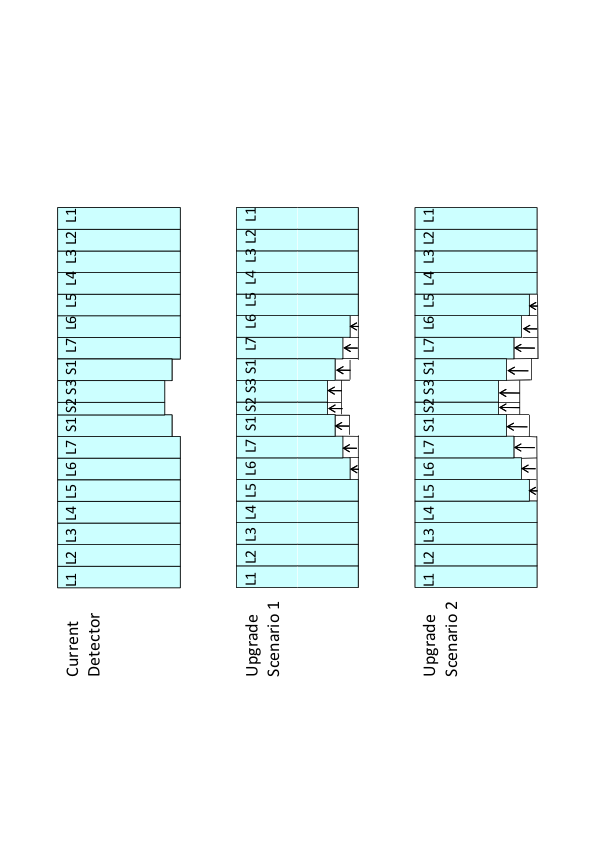 Current
Detector
L1 L2 L3 L4 L5 L6 L7 S1 S2 S3 S1 L7 L6 L5 L4 L3 L2 L1
Upgrade
Scenario 1
L1 L2 L3 L4 L5 L6 L7 S1 S2 S3 S1 L7 L6 L5 L4 L3 L2 L1
Upgrade
Scenario 2
L1 L2 L3 L4 L5 L6 L7 S1 S2 S3 S1 L7 L6 L5 L4 L3 L2 L1